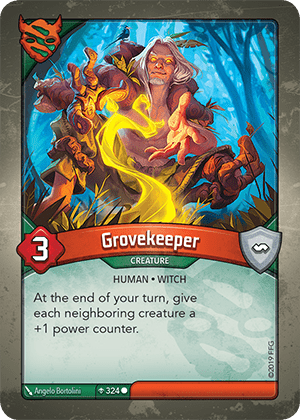 3
Grovekeeper
CREATURE
HUMAN • WITCH
At the end of your turn, give
each neighboring creature a
+1 power counter.
©2019 FFG
Angelo Bortolini
324